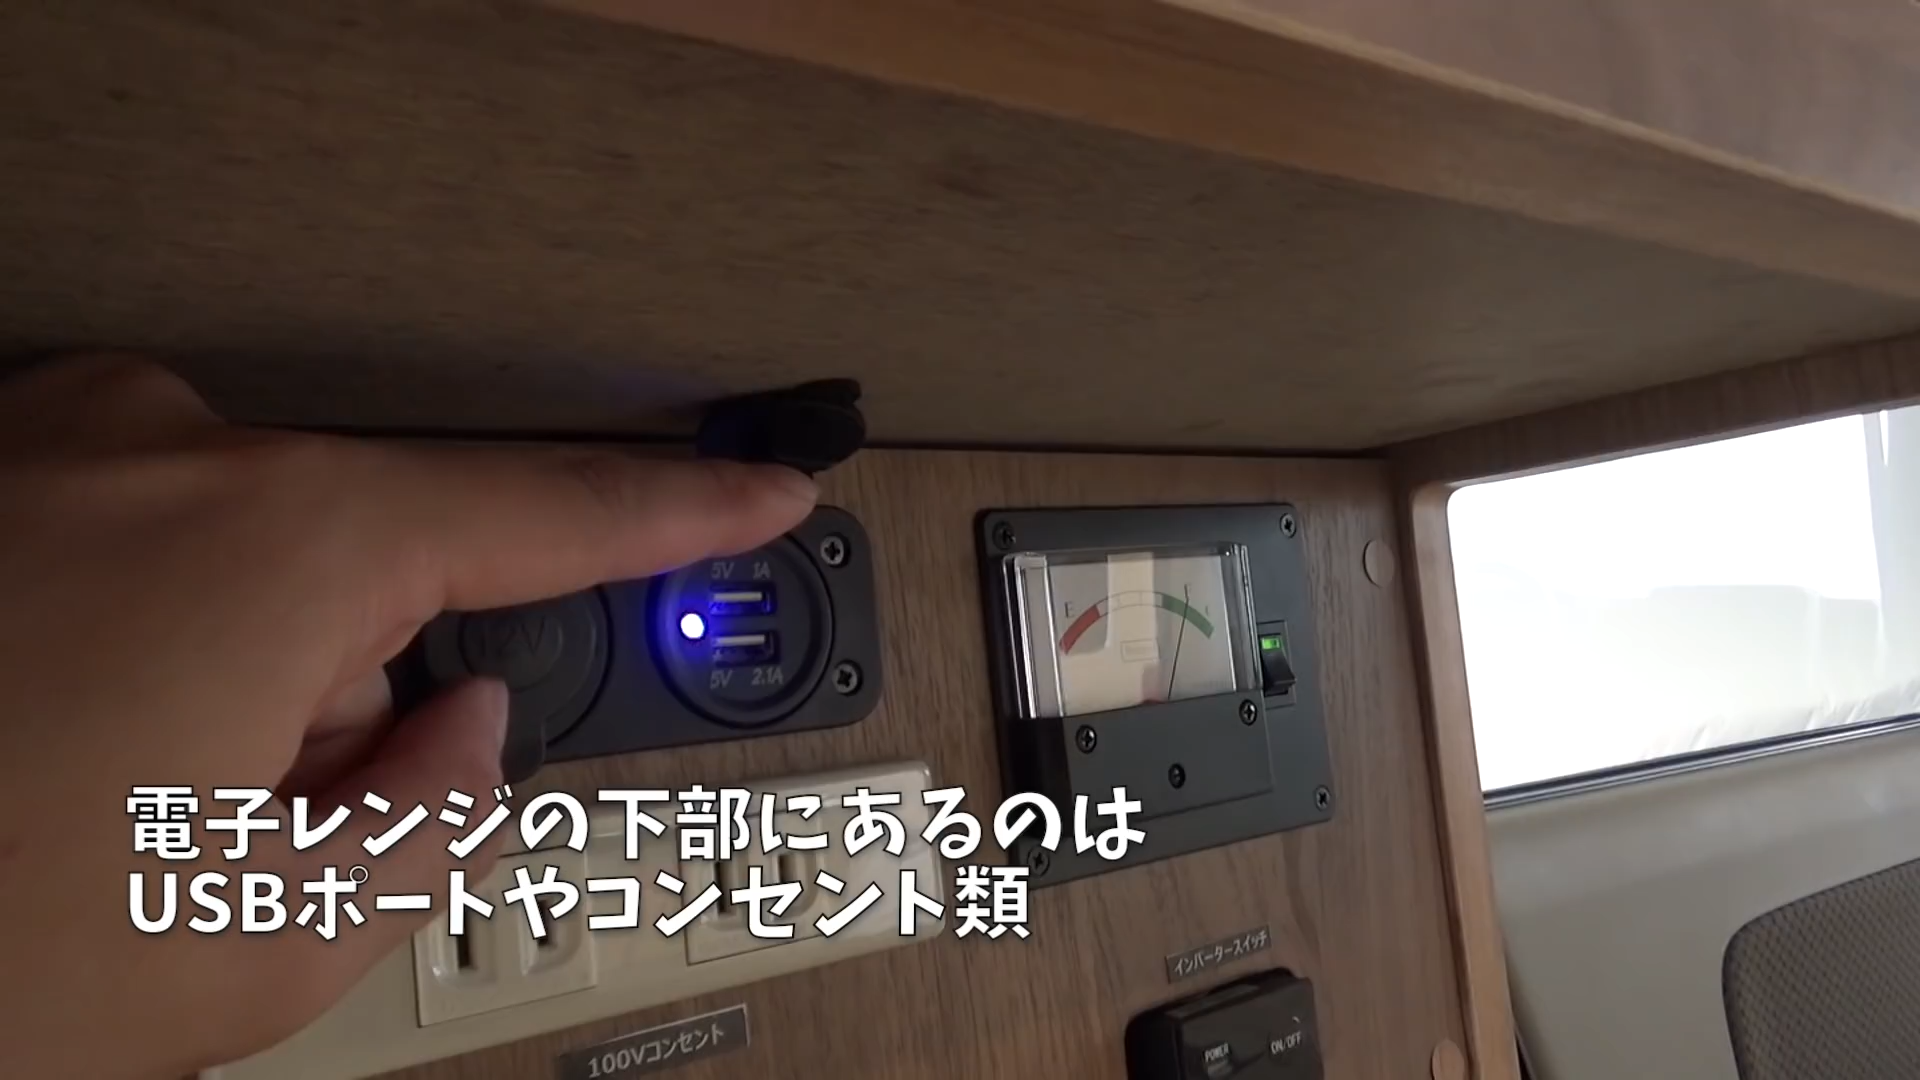 5V 1A
12V
5V 2.1A
E F
電子レンジの下部にあるのは
USBポートやコンセント類
インバータースイッチ
100Vコンセント
POWER ON/OFF